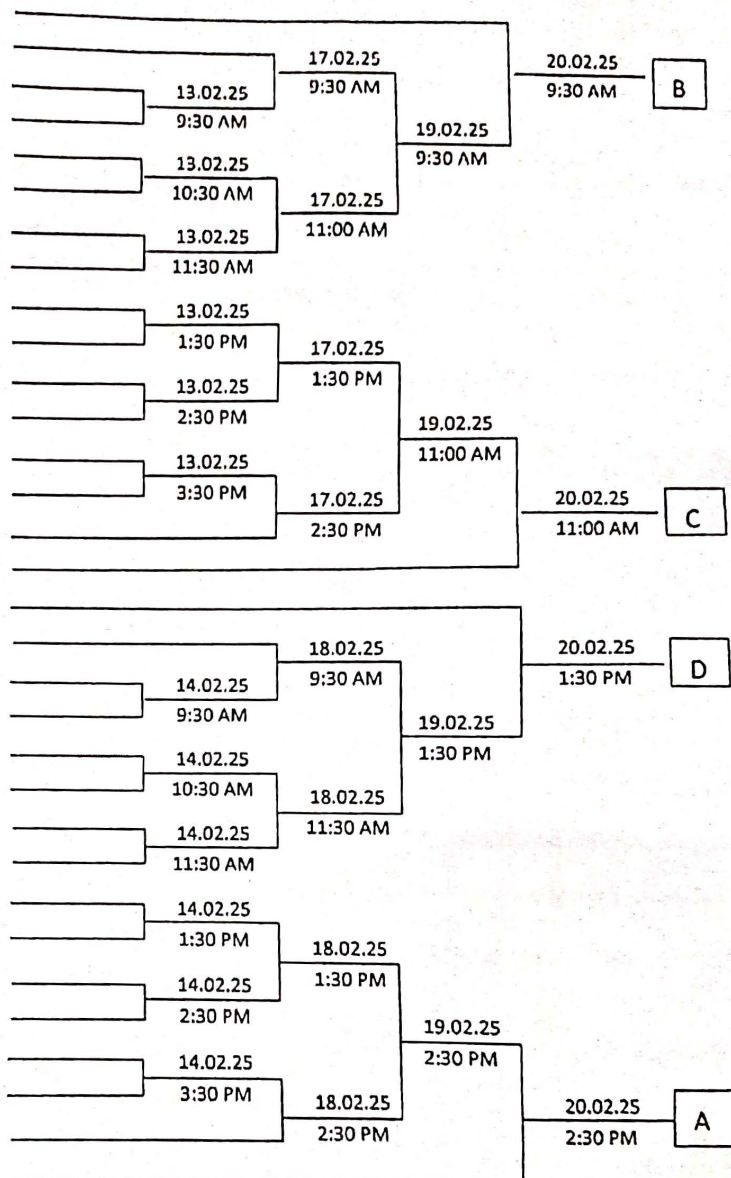 17.02.25
9:30 AM
20.02.25
9:30 AM
B
13.02.25
9:30 AM
19.02.25
9:30 AM
13.02.25
10:30 AM
17.02.25
11:00 AM
13.02.25
11:30 AM
13.02.25
1:30 PM
17.02.25
1:30 PM
13.02.25
2:30 PM
19.02.25
11:00 AM
13.02.25
3:30 PM
17.02.25
2:30 PM
20.02.25
11:00 AM
C
18.02.25
9:30 AM
20.02.25
1:30 PM
D
14.02.25
9:30 AM
19.02.25
1:30 PM
14.02.25
10:30 AM
18.02.25
11:30 AM
14.02.25
11:30 AM
14.02.25
1:30 PM
18.02.25
1:30 PM
14.02.25
2:30 PM
19.02.25
2:30 PM
14.02.25
3:30 PM
18.02.25
2:30 PM
20.02.25
2:30 PM
A